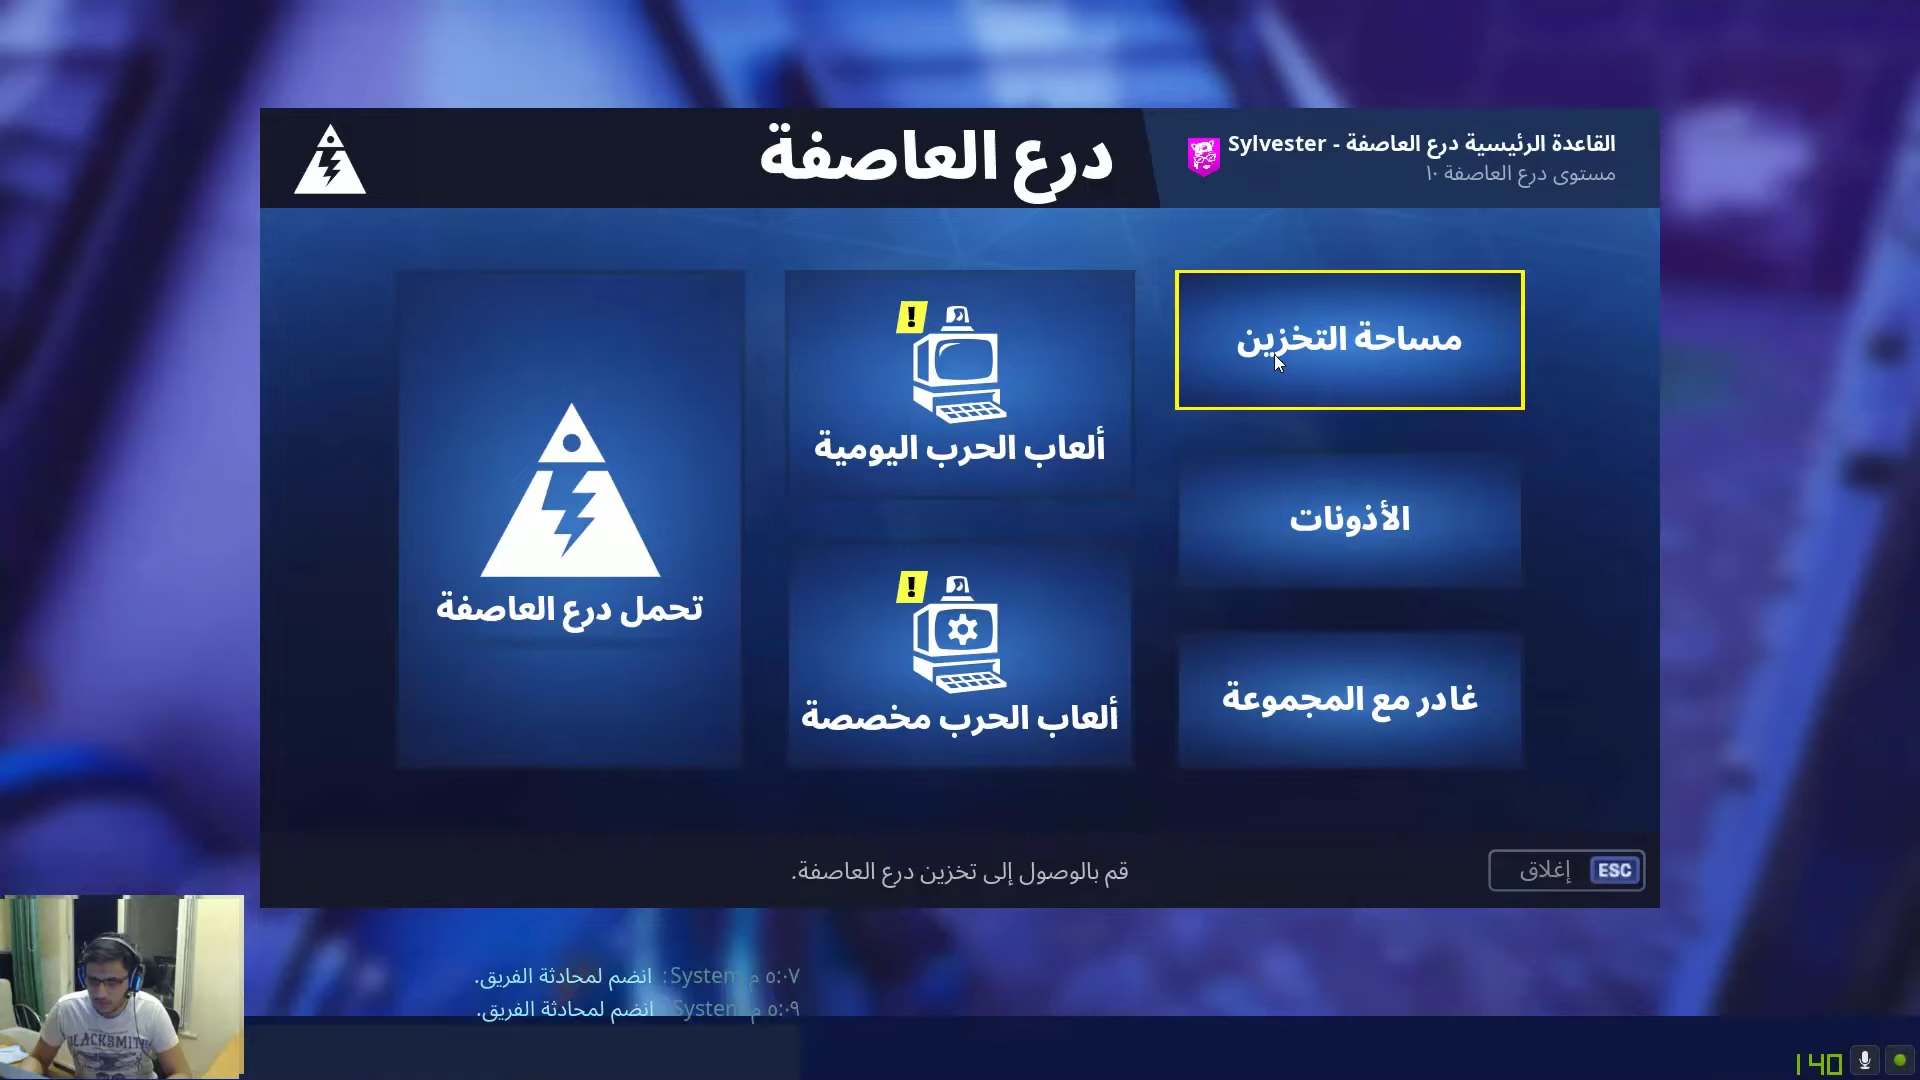 درع العاصفة
القاعدة الرئيسية درع العاصفة - Sylvester
مستوى درع العاصفة ١٠
مساحة التخزين
الأذونات
غادر مع المجموعة
!
ألعاب الحرب اليومية
!
ألعاب الحرب مخصصة
تحمل درع العاصفة
قم بالوصول إلى تخزين درع العاصفة.
ESC إغلاق
٥:٠٧ م System: انضم لمحادثة الفريق.
٥:٠٩ م System: انضم لمحادثة الفريق.
BLACKSMITH
140